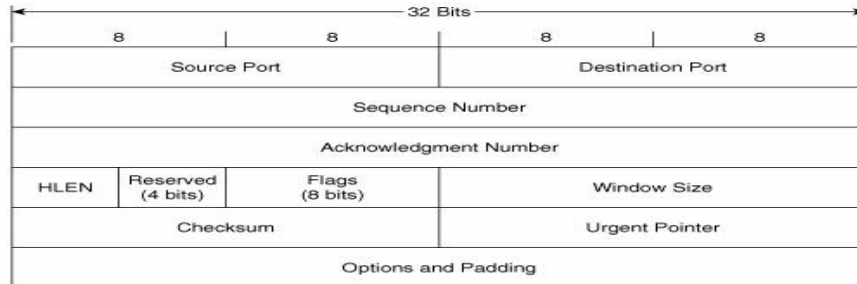 32 Bits
8 8 8 8
Source Port Destination Port
Sequence Number
Acknowledgment Number
HLEN Reserved Flags Window Size
(4 bits) (8 bits)
Checksum Urgent Pointer
Options and Padding